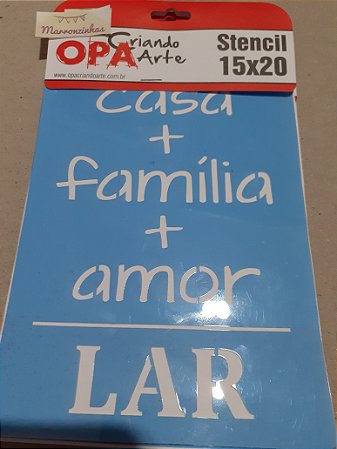 Marronzinhas
OPA Criando Arte
www.opacriandoarte.com.br
Stencil
15x20
casa
+
família
+
amor
LAR